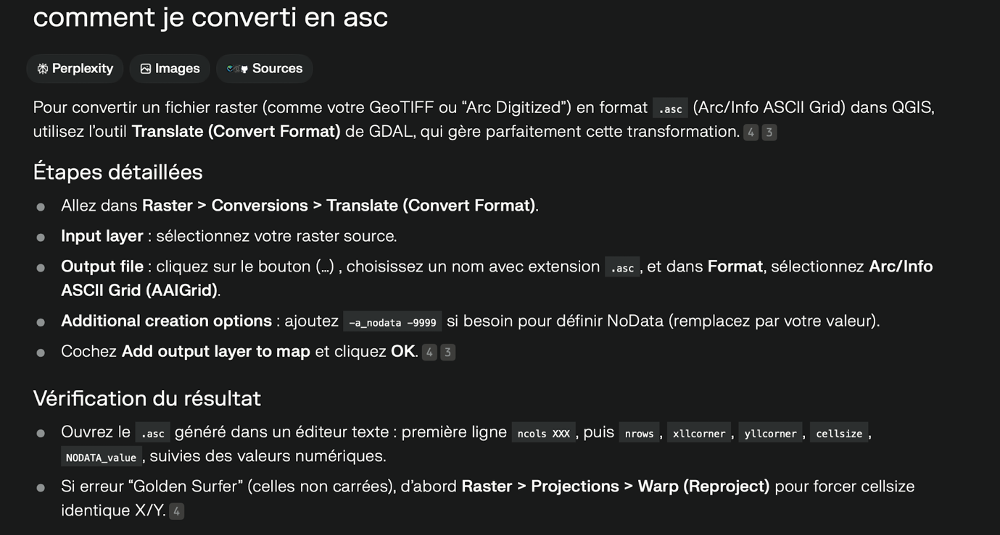 comment je converti en asc
Perplexity Images Sources
Pour convertir un fichier raster (comme votre GeoTIFF ou “Arc Digitized”) en format .asc (Arc/Info ASCII Grid) dans QGIS,
utilisez l’outil Translate (Convert Format) de GDAL, qui gère parfaitement cette transformation. 4 3
Étapes détaillées
Allez dans Raster > Conversions > Translate (Convert Format).
Input layer : sélectionnez votre raster source.
Output file : cliquez sur le bouton (…) , choisissez un nom avec extension .asc, et dans Format, sélectionnez Arc/Info
ASCII Grid (AAIGrid).
Additional creation options : ajoutez -a_nodata -9999 si besoin pour définir NoData (remplacez par votre valeur).
Cochez Add output layer to map et cliquez OK. 4 3
Vérification du résultat
Ouvrez le .asc généré dans un éditeur texte : première ligne ncols XXX, puis nrows, xllcorner, yllcorner, cellsize,
NODATA_value, suivies des valeurs numériques.
Si erreur “Golden Surfer” (celles non carrées), d’abord Raster > Projections > Warp (Reproject) pour forcer cellsize
identique X/Y. 4